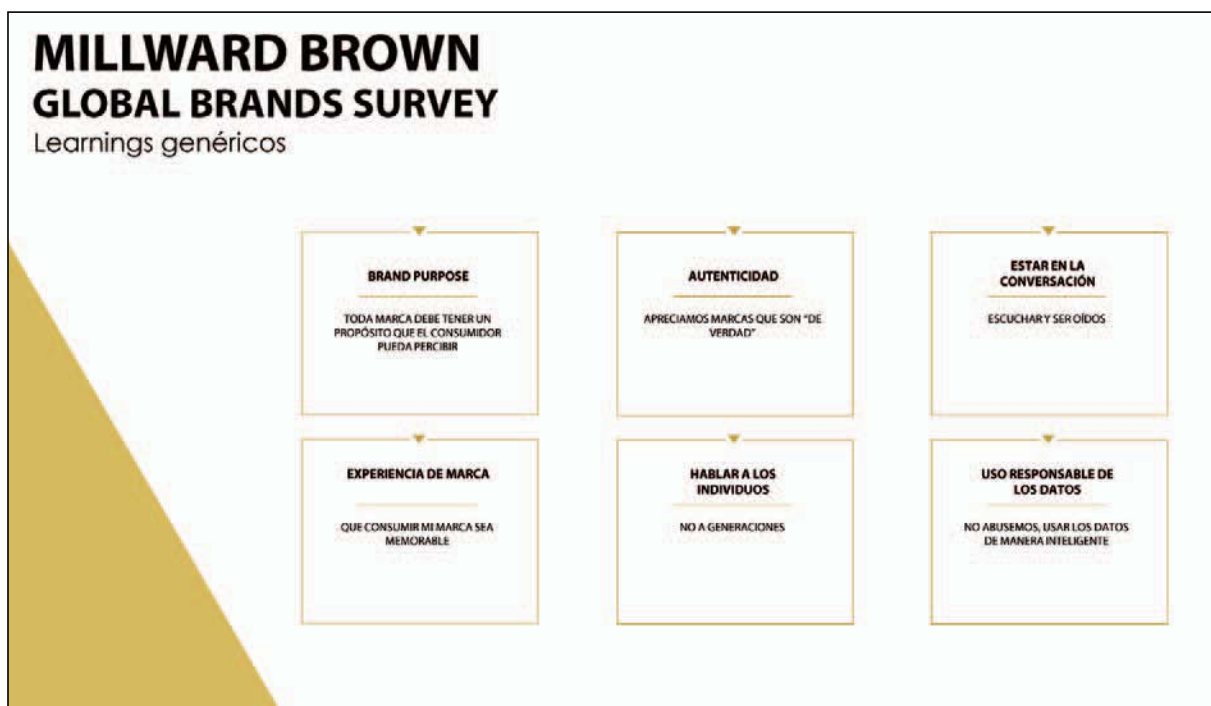 MILLWARD BROWN
GLOBAL BRANDS SURVEY
Learnings genéricos
BRAND PURPOSE
TODA MARCA DEBE TENER UN
PROPÓSITO QUE EL CONSUMIDOR
PUEDA PERCIBIR
AUTENTICIDAD
APRECIAMOS MARCAS QUE SON "DE
VERDAD"
ESTAR EN LA
CONVERSACIÓN
ESCUCHAR Y SER OÍDOS
EXPERIENCIA DE MARCA
QUE CONSUMIR MI MARCA SEA
MEMORABLE
HABLAR A LOS
INDIVIDUOS
NO A GENERACIONES
USO RESPONSABLE DE
LOS DATOS
NO ABUSEMOS, USAR LOS DATOS
DE MANERA INTELIGENTE